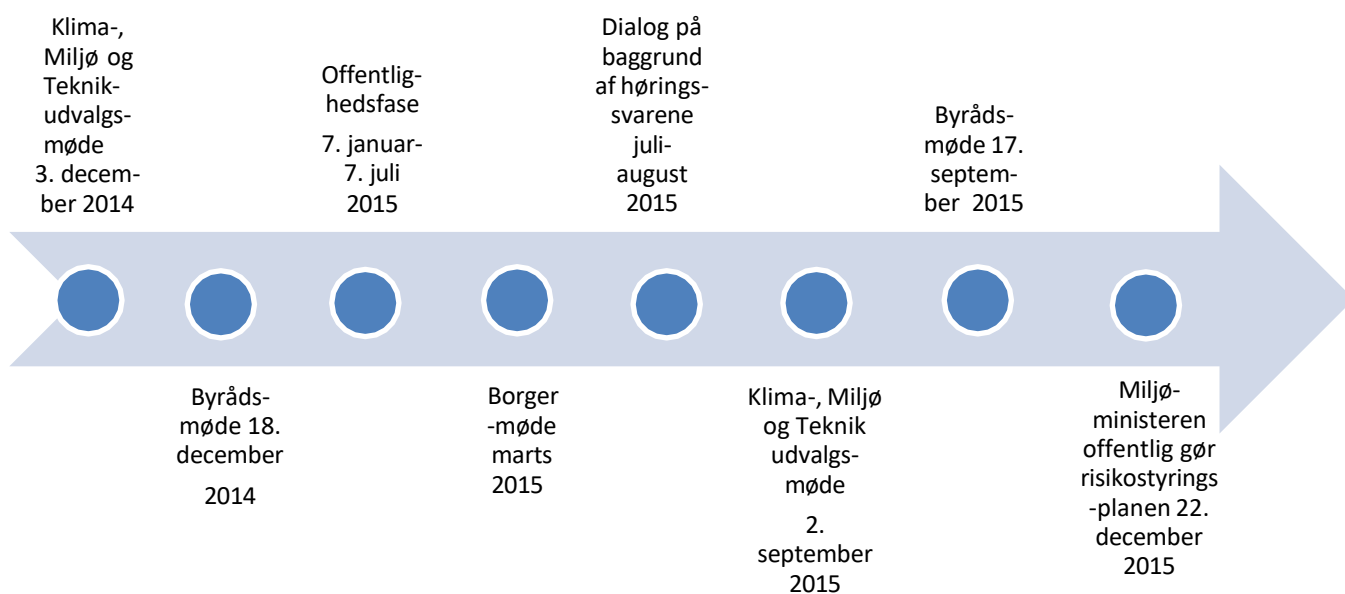 Klima-,
Miljø og
Teknik-
udvalgs-
møde
3. decem-
ber 2014
Byråds-
møde 18.
december
2014
Offentlig-
hedsfase
7. januar-
7. juli
2015
Borger
-møde
marts
2015
Dialog på
baggrund
af hørings-
svarene
juli-
august
2015
Klima-, Miljø
og Teknik
udvalgs-
møde
2.
september
2015
Byråds-
møde 17.
septem-
ber 2015
Miljø-
ministeren
offentlig gør
risikostyrings
-planen 22.
december
2015